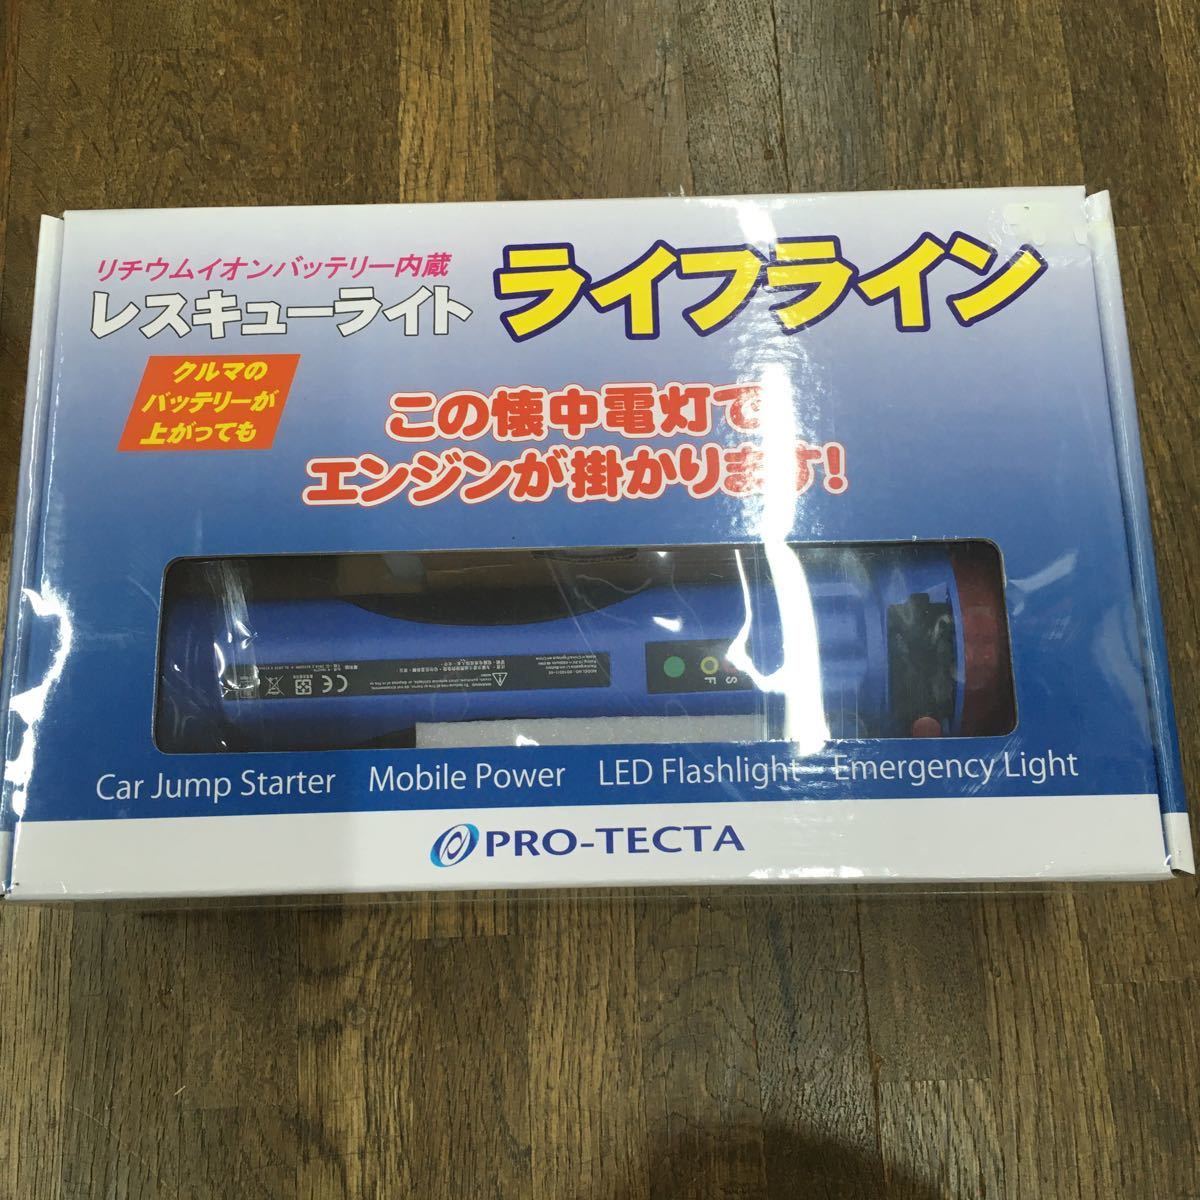 リチウムイオンバッテリー内蔵
レスキューライト ライフライン
クルマの
バッテリーが
上がっても
この懐中電灯で
エンジンが掛かります!
Car Jump Starter Mobile Power LED Flashlight Emergency Light
PRO-TECTA